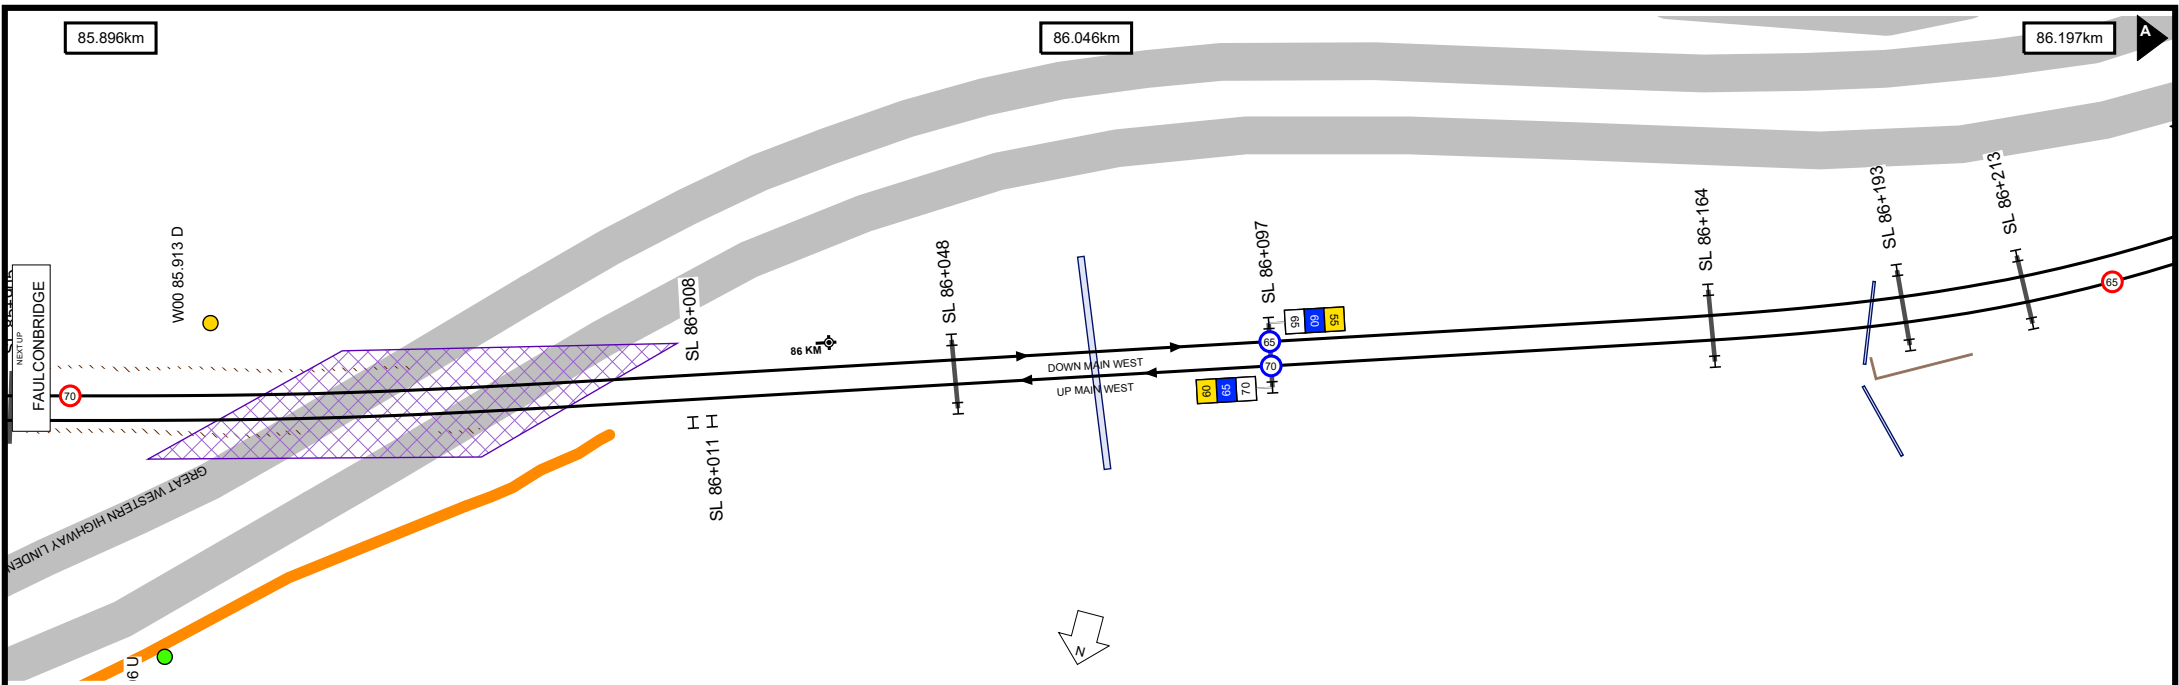 85.896km
86.046km
86.197km
A
W00 85.913 D
NEXT UP
FAULCONBRIDGE
70
GREAT WESTERN HIGHWAY LINDEN
SL 86+008
SL 86+011
86 KM
SL 86+048
DOWN MAIN WEST
UP MAIN WEST
SL 86+097
65 60 55
65
70
60 65 70
SL 86+164
SL 86+193
SL 86+213
65
N